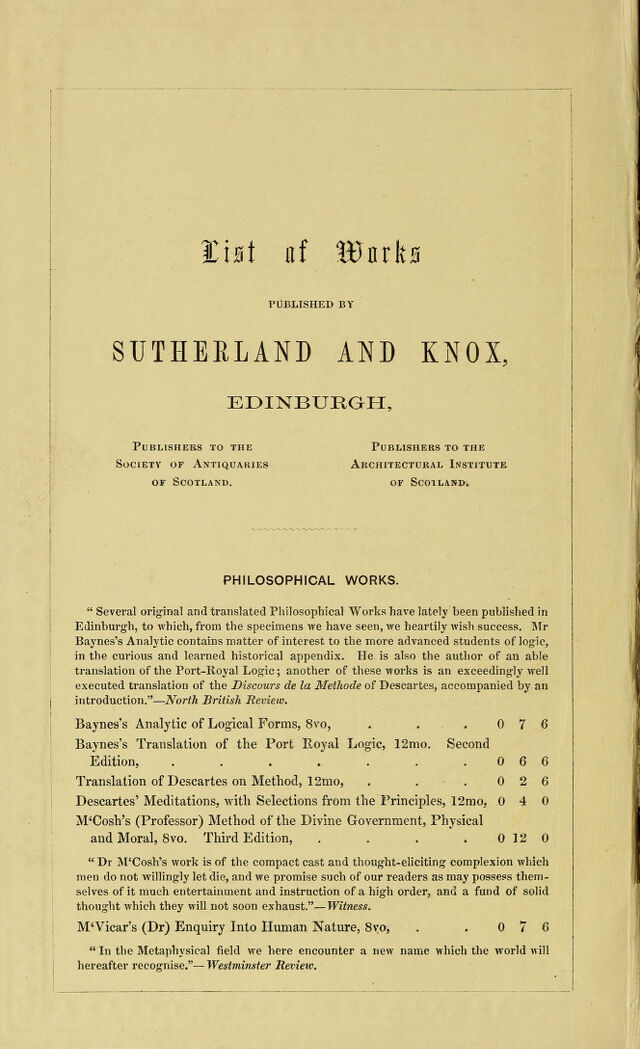 List of Works
PUBLISHED BY
SUTHERLAND AND KNOX,
EDINBURGH,
PUBLISHERS TO THE
SOCIETY OF ANTIQUARIES
OF SCOTLAND.
PUBLISHERS TO THE
ARCHITECTURAL INSTITUTE
OF SCOTLAND.
PHILOSOPHICAL WORKS.
“ Several original and translated Philosophical Works have lately been published in
Edinburgh, to which, from the specimens we have seen, we heartily wish success. Mr
Baynes's Analytic contains matter of interest to the more advanced students of logic,
in the curious and learned historical appendix. He is also the author of an able
translation of the Port-Royal Logic; another of these works is an exceedingly well
executed translation of the Discours de la Methode of Descartes, accompanied by an
introduction.”—North British Review.
Baynes's Analytic of Logical Forms, 8vo, . . . 0 7 6
Baynes's Translation of the Port Royal Logic, 12mo. Second
Edition, . . . . . . . 0 6 6
Translation of Descartes on Method, 12mo, . . . 0 2 6
Descartes' Meditations, with Selections from the Principles, 12mo, 0 4 0
M‘Cosh's (Professor) Method of the Divine Government, Physical
and Moral, 8vo. Third Edition, . . . . 0 12 0
“ Dr M‘Cosh's work is of the compact cast and thought-eliciting complexion which
men do not willingly let die, and we promise such of our readers as may possess them-
selves of it much entertainment and instruction of a high order, and a fund of solid
thought which they will not soon exhaust.”—Witness.
M‘Vicar's (Dr) Enquiry Into Human Nature, 8vo, . . 0 7 6
“ In the Metaphysical field we here encounter a new name which the world will
hereafter recognise.”—Westminster Review.